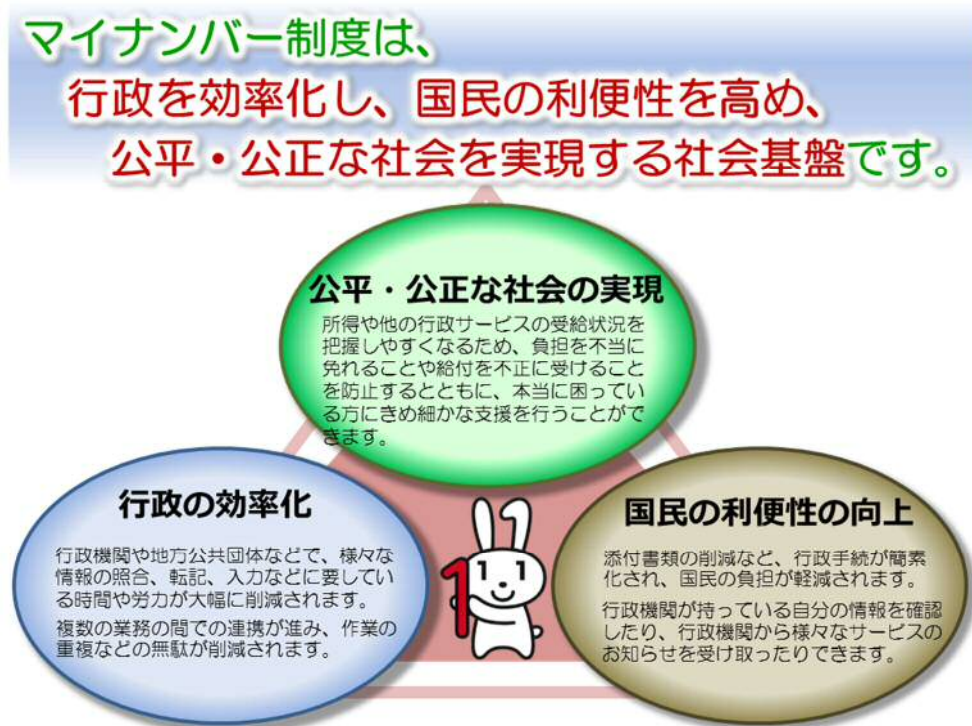 マイナンバー制度は、
行政を効率化し、国民の利便性を高め、
公平・公正な社会を実現する社会基盤です。
公平・公正な社会の実現
所得や他の行政サービスの受給状況を
把握しやすくなるため、負担を不当に
免れることや給付を不正に受けること
を防止するとともに、本当に困ってい
る方にきめ細かな支援を行うことがで
きます。
行政の効率化
行政機関や地方公共団体などで、様々な
情報の照合、転記、入力などに要してい
る時間や労力が大幅に削減されます。
複数の業務の間での連携が進み、作業の
重複などの無駄が削減されます。
国民の利便性の向上
添付書類の削減など、行政手続が簡素
化され、国民の負担が軽減されます。
行政機関が持っている自分の情報を確認
したり、行政機関から様々なサービスの
お知らせを受け取ったりできます。
1